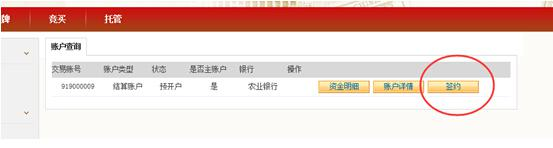 牌 竞买 托管
账户查询
交易账号 账户类型 状态 是否主账户 银行 操作
919000009 结算账户 预开户 是 农业银行 资金明细 账户详情 签约